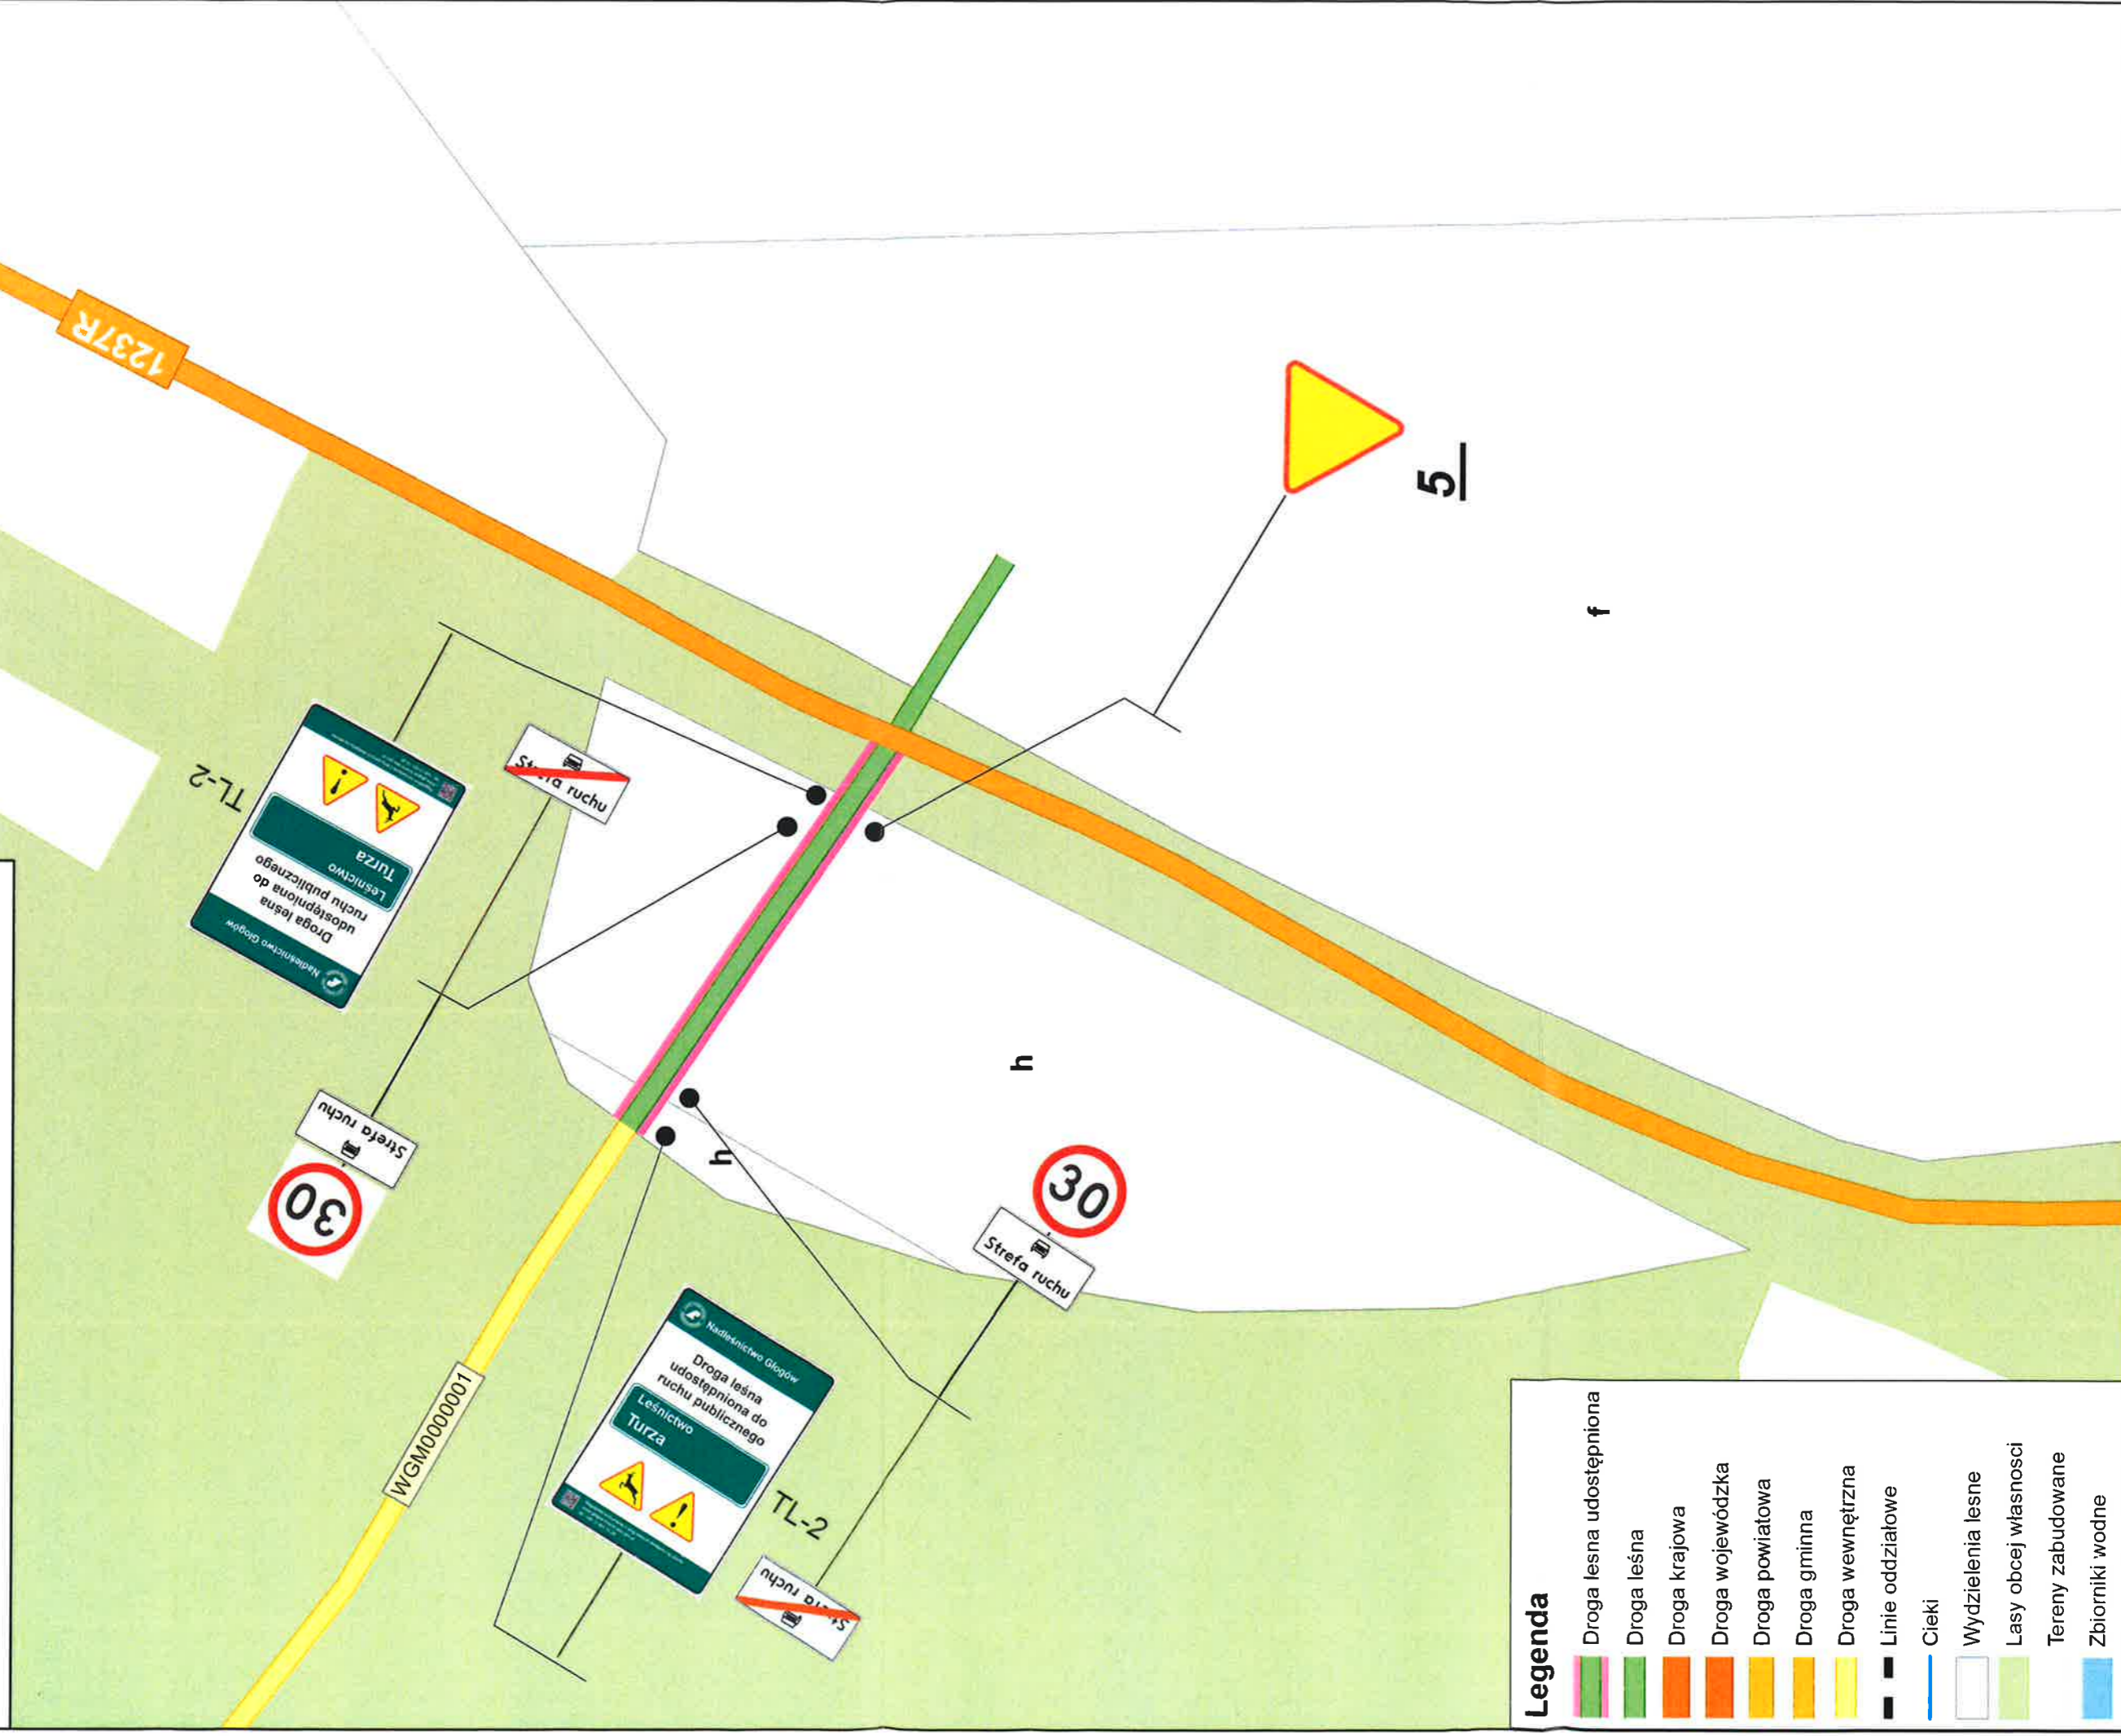 1237R
TL-2
Nadleśnictwo Głogów
Droga leśna
udostępniona do
ruchu publicznego
Leśnictwo
Turza
Strefa ruchu
Strefa ruchu
30
5
f
h
h
WGM0000001
30
Strefa ruchu
Nadleśnictwo Głogów
Droga leśna
udostępniona do
ruchu publicznego
Leśnictwo
Turza
TL-2
Strefa ruchu
Legenda
Droga lesna udostępniona
Droga leśna
Droga krajowa
Droga wojewódzka
Droga powiatowa
Droga gminna
Droga wewnętrzna
Linie oddziałowe
Cieki
Wydzielenia lesne
Lasy obcej własnosci
Tereny zabudowane
Zbiorniki wodne